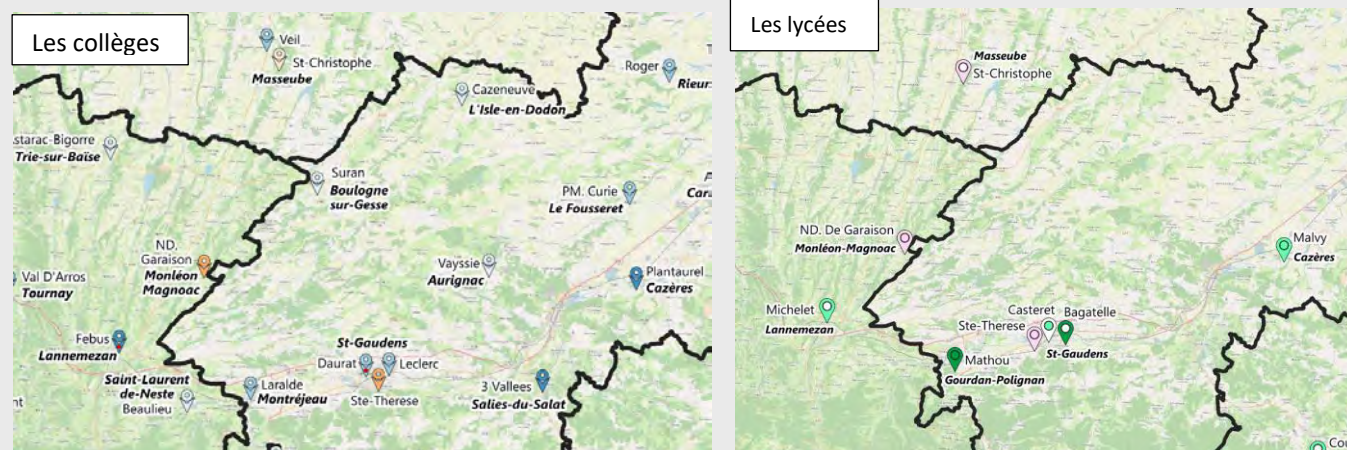 Les collèges
Veil
St-Christophe
Masseube
Roger
Cazeneuve
L'Isle-en-Dodon
starac-Bigorre
Trie-sur-Baïse
Suran
Boulogne
sur-Gesse
PM. Curie
Le Fousseret
ND.
Garaison
Monléon
Magnoac
Vayssie
Aurignac
Val D'Arros
Tournay
Plantaurel
Cazères
Febus
Lannemezan
St-Gaudens
Daurat
Leclerc
Ste-Therese
Saint-Laurent
de-Neste
Beaulieu
Laralde
Montréjeau
3 Vallees
Salies-du-Salat
Les lycées
Masseube
St-Christophe
ND. De Garaison
Monléon-Magnoac
Malvy
Cazères
Michelet
Lannemezan
Casteret
Bagatelle
Ste-Therese
St-Gaudens
Mathou
Gourdan-Polignan